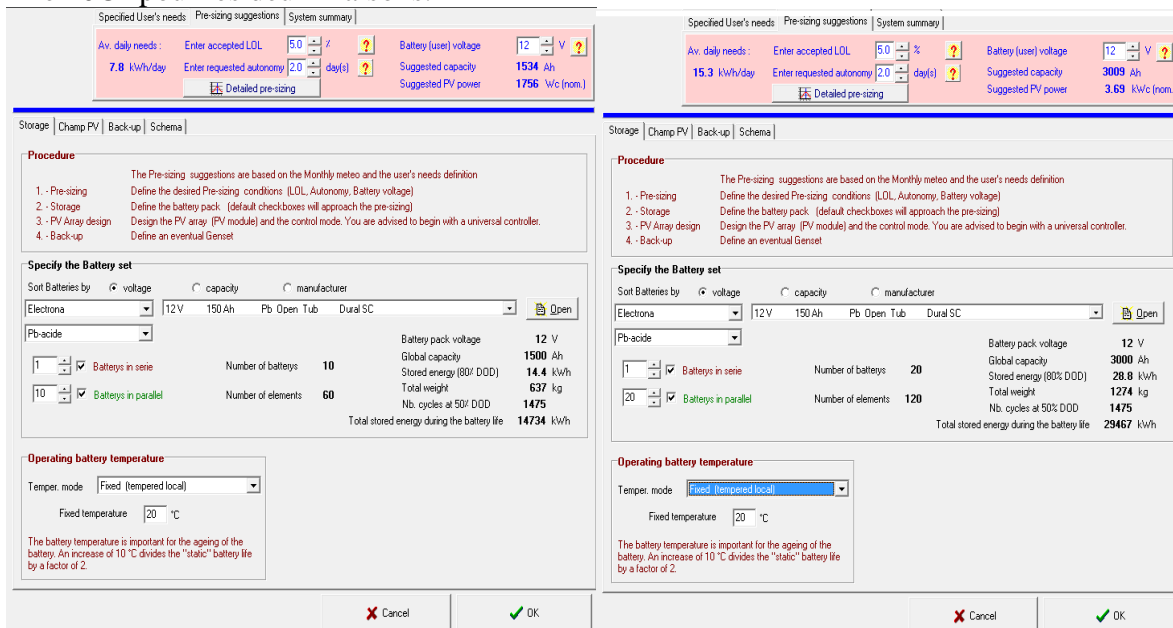 Specified User's needs Pre-sizing suggestions System summary
Av. daily needs : Enter accepted LOL 5.0 % ? Battery (user) voltage 12 V ?
7.8 kWh/day Enter requested autonomy 2.0 day(s) ? Suggested capacity 1534 Ah
Detailed pre-sizing Suggested PV power 1756 Wc (nom.)
Storage Champ PV Back-up Schema
Procedure
The Pre-sizing suggestions are based on the Monthly meteo and the user's needs definition
1. - Pre-sizing Define the desired Pre-sizing conditions (LOL, Autonomy, Battery voltage)
2. - Storage Define the battery pack (default checkboxes will approach the pre-sizing)
3. - PV Array design Design the PV array (PV module) and the control mode. You are advised to begin with a universal controller.
4. - Back-up Define an eventual Genset
Specify the Battery set
Sort Batteries by voltage capacity manufacturer
Electrona 12 V 150 Ah Pb Open Tub Dural SC Open
Pb-acide
Battery pack voltage 12 V
1 Batterys in serie Number of batterys 10 Global capacity 1500 Ah
Stored energy (80% DOD) 14.4 kWh
10 Batterys in parallel Number of elements 60 Total weight 637 kg
Nb. cycles at 50% DOD 1475
Total stored energy during the battery life 14734 kWh
Operating battery temperature
Temper. mode Fixed (tempered local)
Fixed temperature 20 °C
The battery temperature is important for the ageing of the
battery. An increase of 10 °C divides the "static" battery life
by a factor of 2.
Cancel OK
Specified User's needs Pre-sizing suggestions System summary
Av. daily needs : Enter accepted LOL 5.0 % ? Battery (user) voltage 12 V ?
15.3 kWh/day Enter requested autonomy 2.0 day(s) ? Suggested capacity 3009 Ah
Detailed pre-sizing Suggested PV power 3.69 kWc (nom.
Storage Champ PV Back-up Schema
Procedure
The Pre-sizing suggestions are based on the Monthly meteo and the user's needs definition
1. - Pre-sizing Define the desired Pre-sizing conditions (LOL, Autonomy, Battery voltage)
2. - Storage Define the battery pack (default checkboxes will approach the pre-sizing)
3. - PV Array design Design the PV array (PV module) and the control mode. You are advised to begin with a universal controller.
4. - Back-up Define an eventual Genset
Specify the Battery set
Sort Batteries by voltage capacity manufacturer
Electrona 12 V 150 Ah Pb Open Tub Dural SC Open
Pb-acide
Battery pack voltage 12 V
1 Batterys in serie Number of batterys 20 Global capacity 3000 Ah
Stored energy (80% DOD) 28.8 kWh
20 Batterys in parallel Number of elements 120 Total weight 1274 kg
Nb. cycles at 50% DOD 1475
Total stored energy during the battery life 29467 kWh
Operating battery temperature
Temper. mode Fixed (tempered local)
Fixed temperature 20 °C
The battery temperature is important for the ageing of the
battery. An increase of 10 °C divides the "static" battery life
by a factor of 2.
Cancel OK